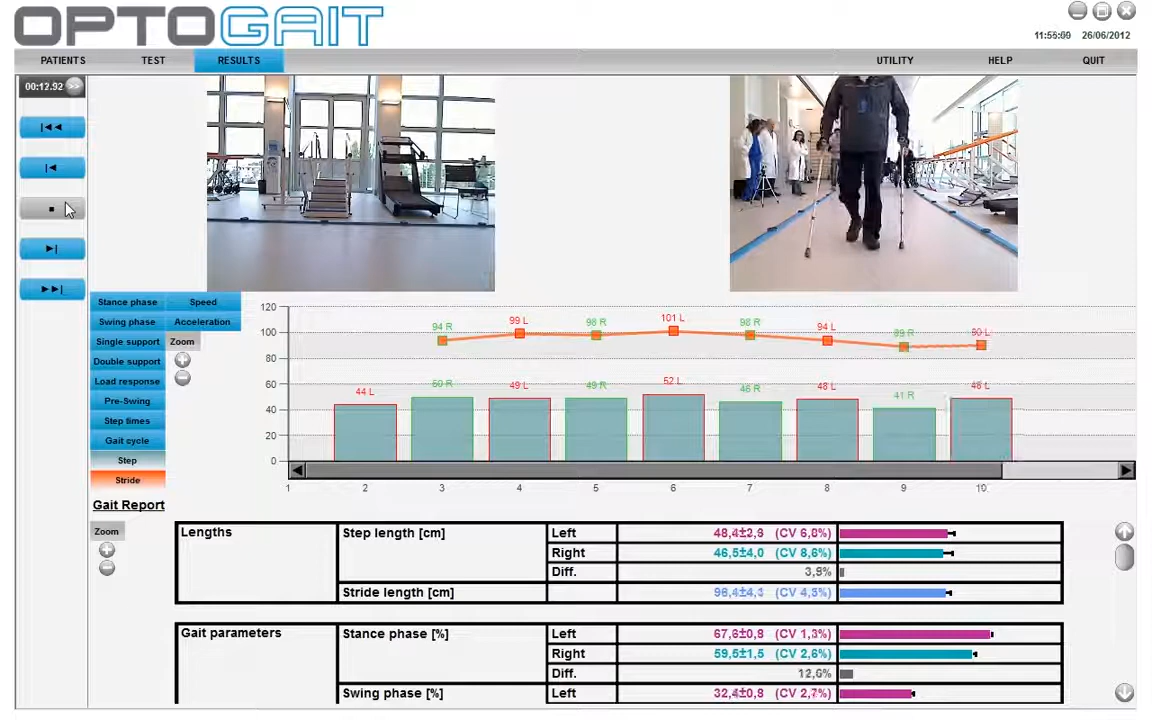 OPTOGAIT
11:55:09 26/06/2012
PATIENTS TEST RESULTS UTILITY HELP QUIT
00:12.92 >>
Stance phase Speed
Swing phase Acceleration
Single support Zoom
Double support
Load response
Pre-Swing
Step times
Gait cycle
Step
Stride
120
100
80
60
40
20
0
94 R 99 L 98 R 101 L 98 R 94 L 89 R 90 L
44 L 50 R 49 L 49 R 52 L 46 R 48 L 41 R 48 L
1 2 3 4 5 6 7 8 9 10
Gait Report
Zoom
Lengths Step length [cm] Left 48,4±2,9 (CV 6,0%)
Right 46,5±4,0 (CV 8,6%)
Diff. 3,9%
Stride length [cm] 96,4±4,3 (CV 4,5%)
Gait parameters Stance phase [%] Left 67,6±0,9 (CV 1,3%)
Right 59,5±1,5 (CV 2,6%)
Diff. 12,6%
Swing phase [%] Left 32,4±0,9 (CV 2,7%)